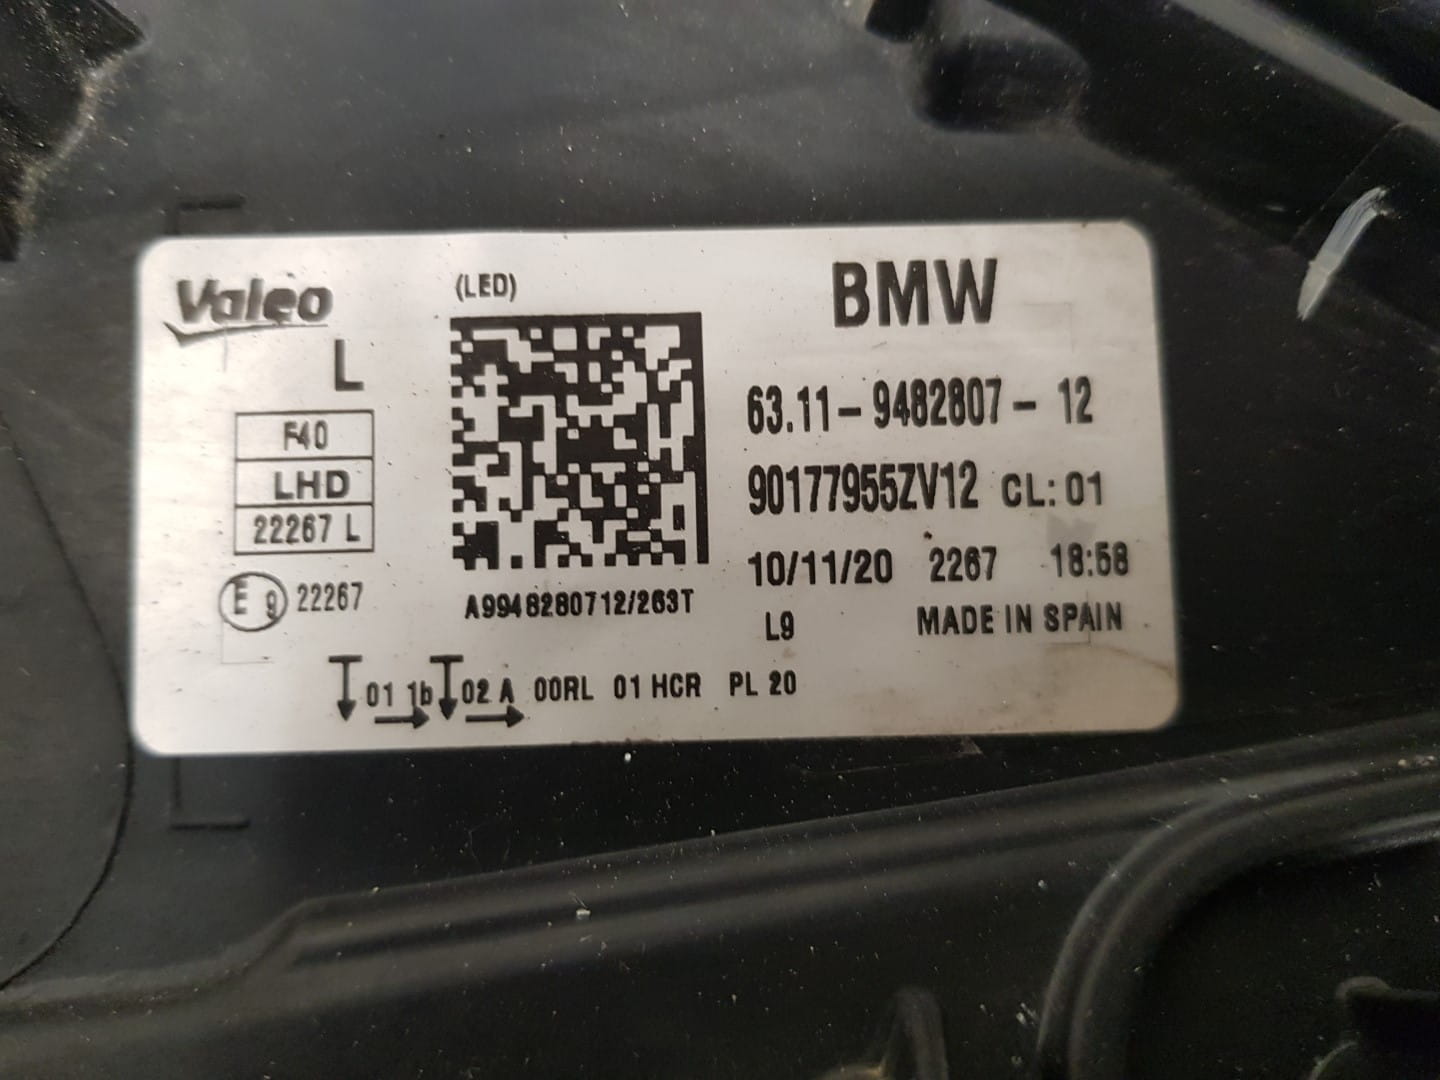 Valeo
(LED)
BMW
L
F40
LHD
22267 L
E 9 22267
A9948280712/263T
63.11-9482807-12
90177955ZV12 CL:01
10/11/20 2267 18:58
L9 MADE IN SPAIN
01 1b 02 A 00RL 01 HCR PL 20